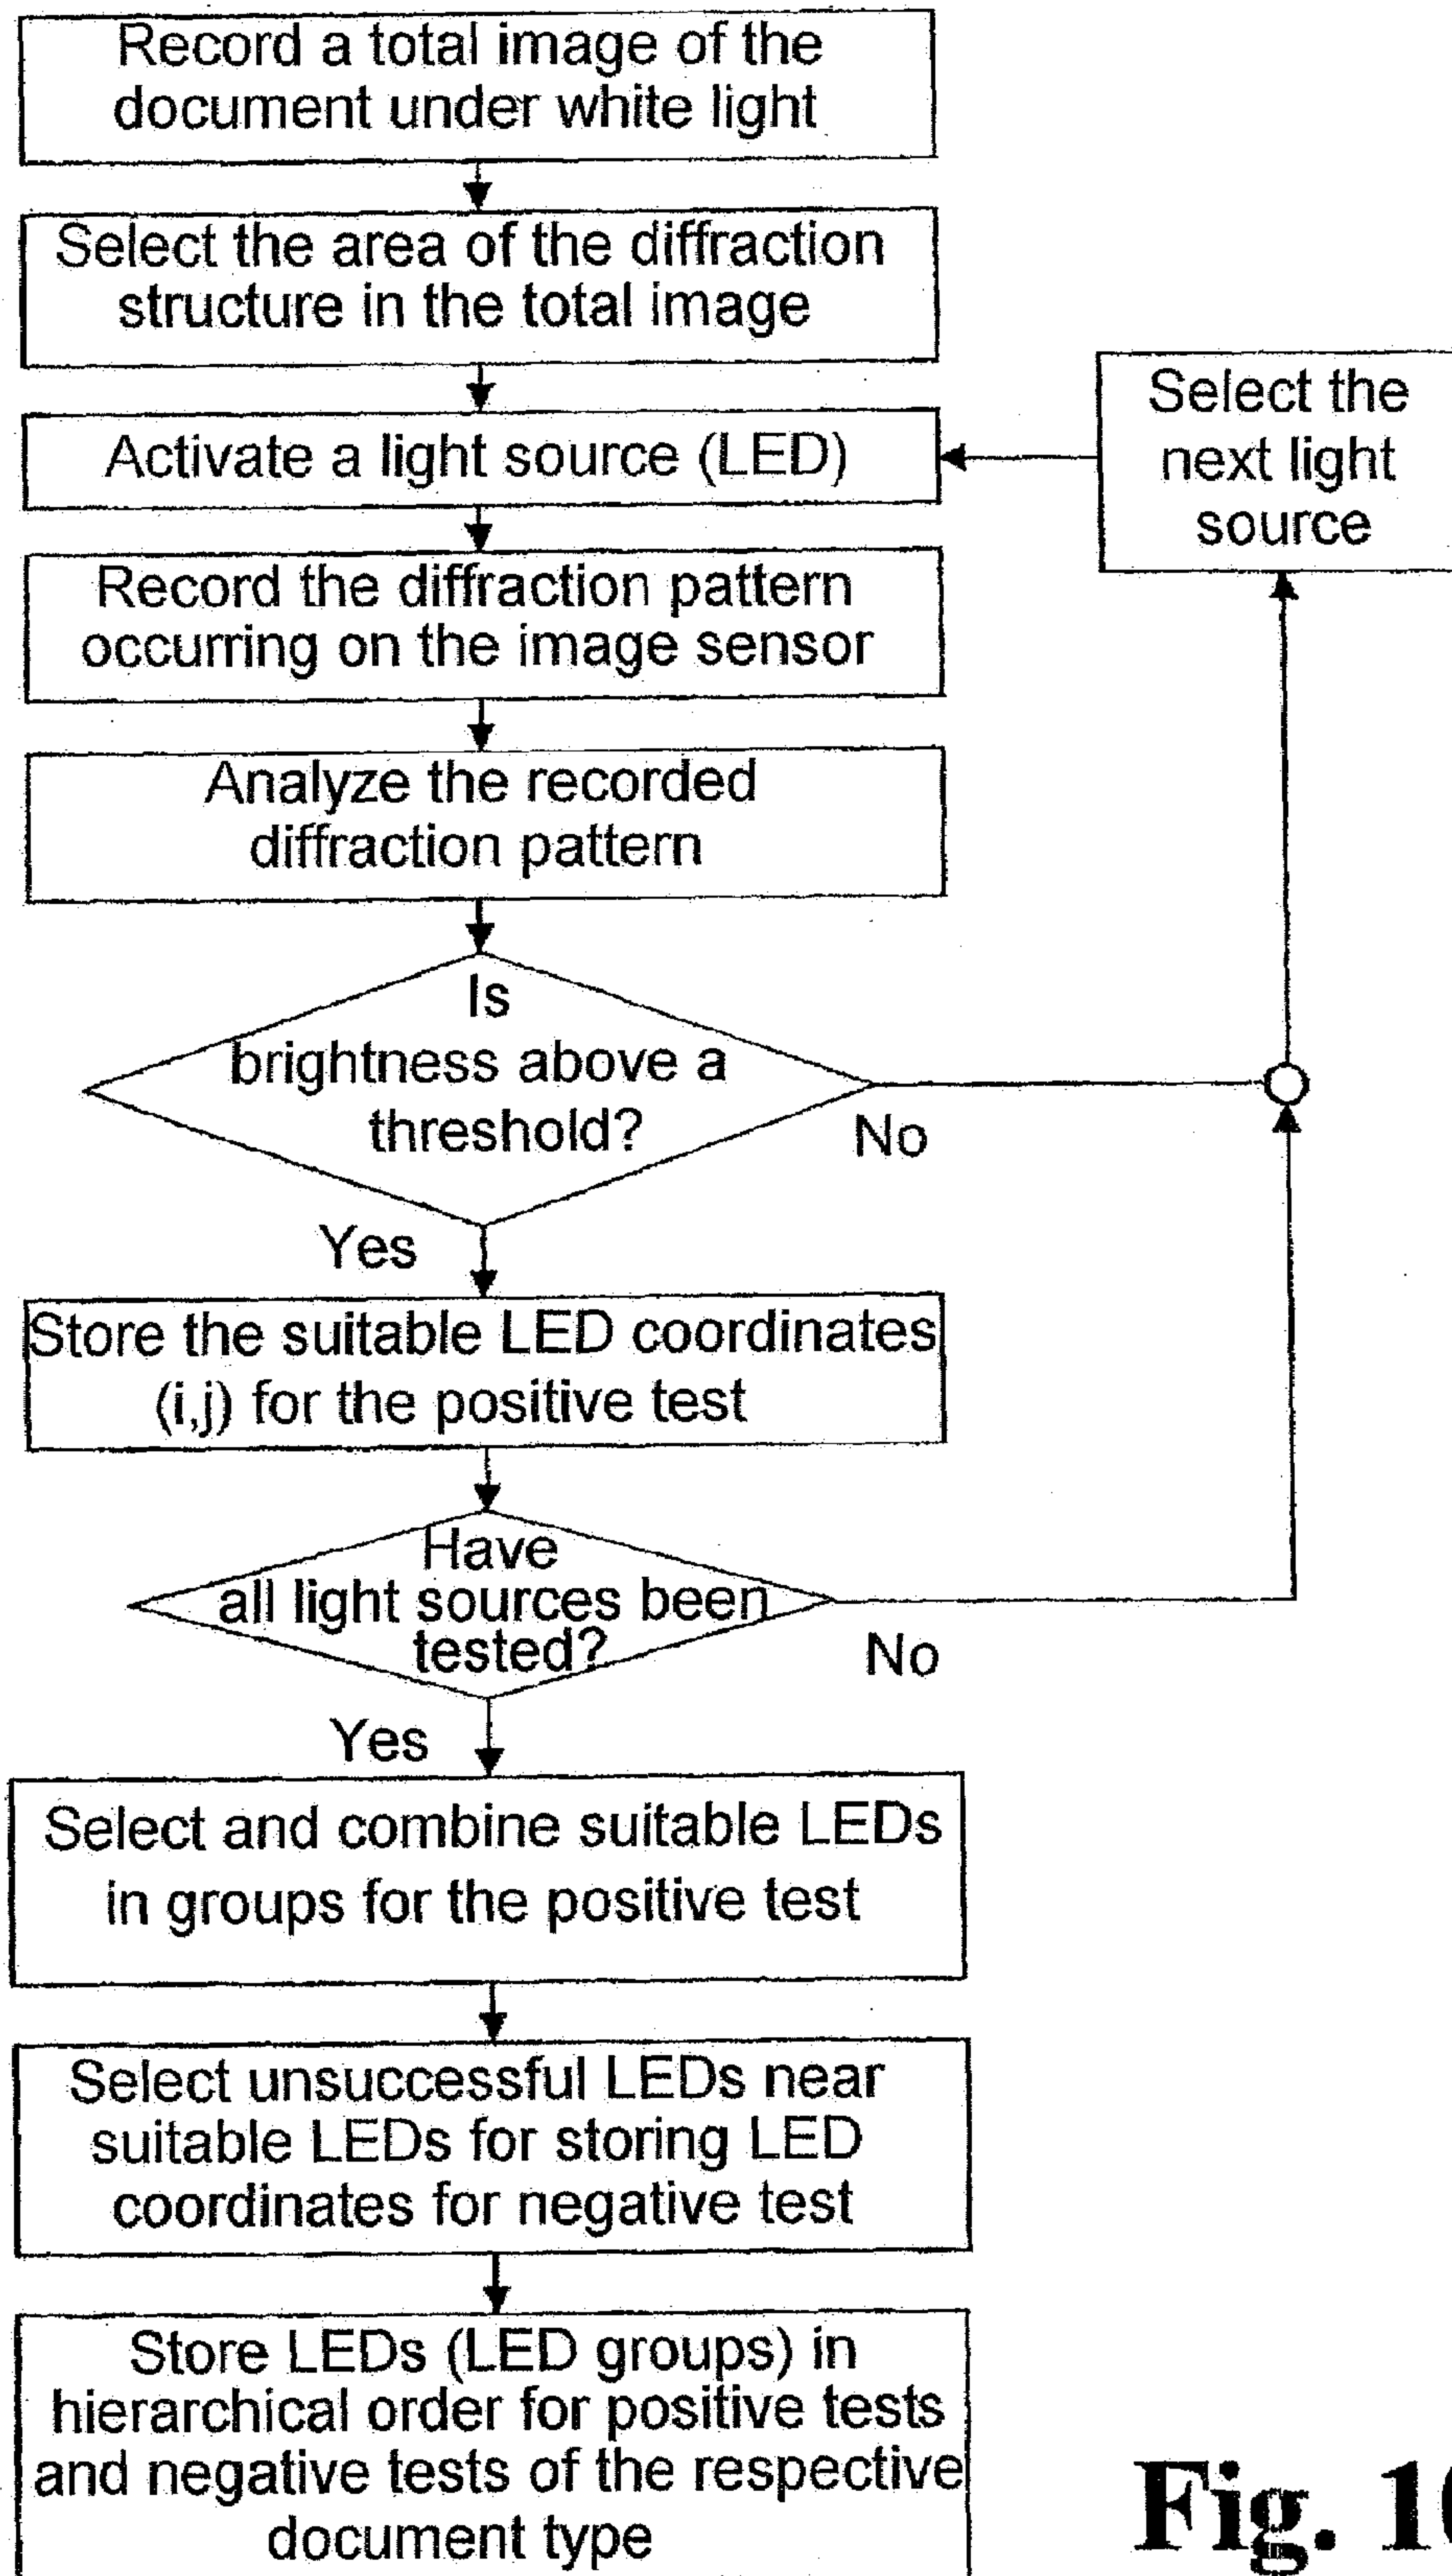 Record a total image of the
document under white light
Select the area of the diffraction
structure in the total image
Activate a light source (LED)
Select the
next light
source
Record the diffraction pattern
occurring on the image sensor
Analyze the recorded
diffraction pattern
Is
brightness above a
threshold?
No
Yes
Store the suitable LED coordinates
(i,j) for the positive test
Have
all light sources been
tested?
No
Yes
Select and combine suitable LEDs
in groups for the positive test
Select unsuccessful LEDs near
suitable LEDs for storing LED
coordinates for negative test
Store LEDs (LED groups) in
hierarchical order for positive tests
and negative tests of the respective
document type
Fig.